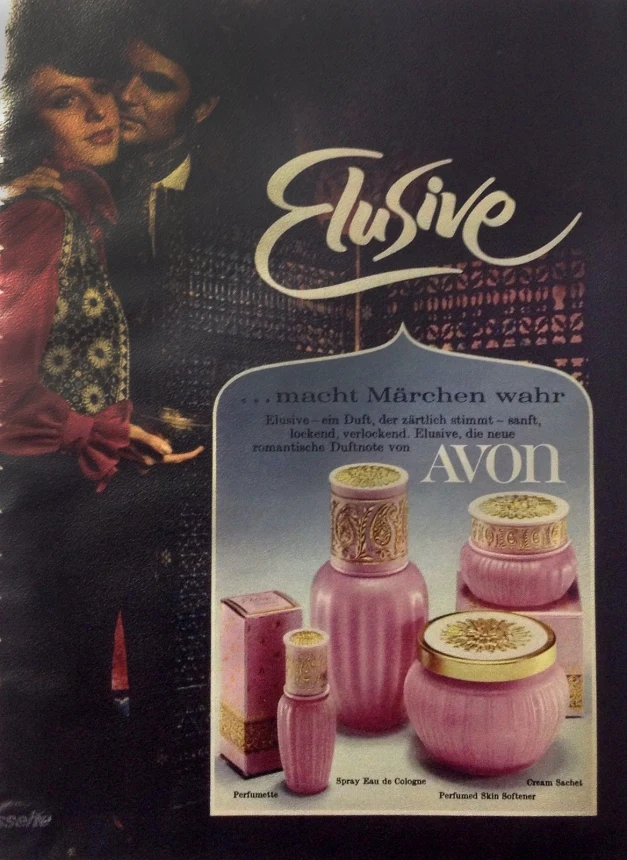 Elusive
...macht Märchen wahr
Elusive – ein Duft, der zärtlich stimmt – sanft,
lockend, verlockend. Elusive, die neue
romantische Duftnote von
AVON
Spray Eau de Cologne
Cream Sachet
Perfumette
Perfumed Skin Softener